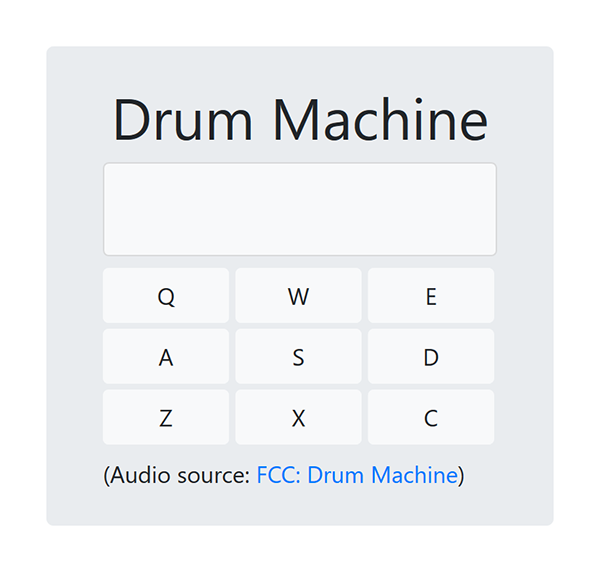 Drum Machine
Q W E
A S D
Z X C
(Audio source: FCC: Drum Machine)